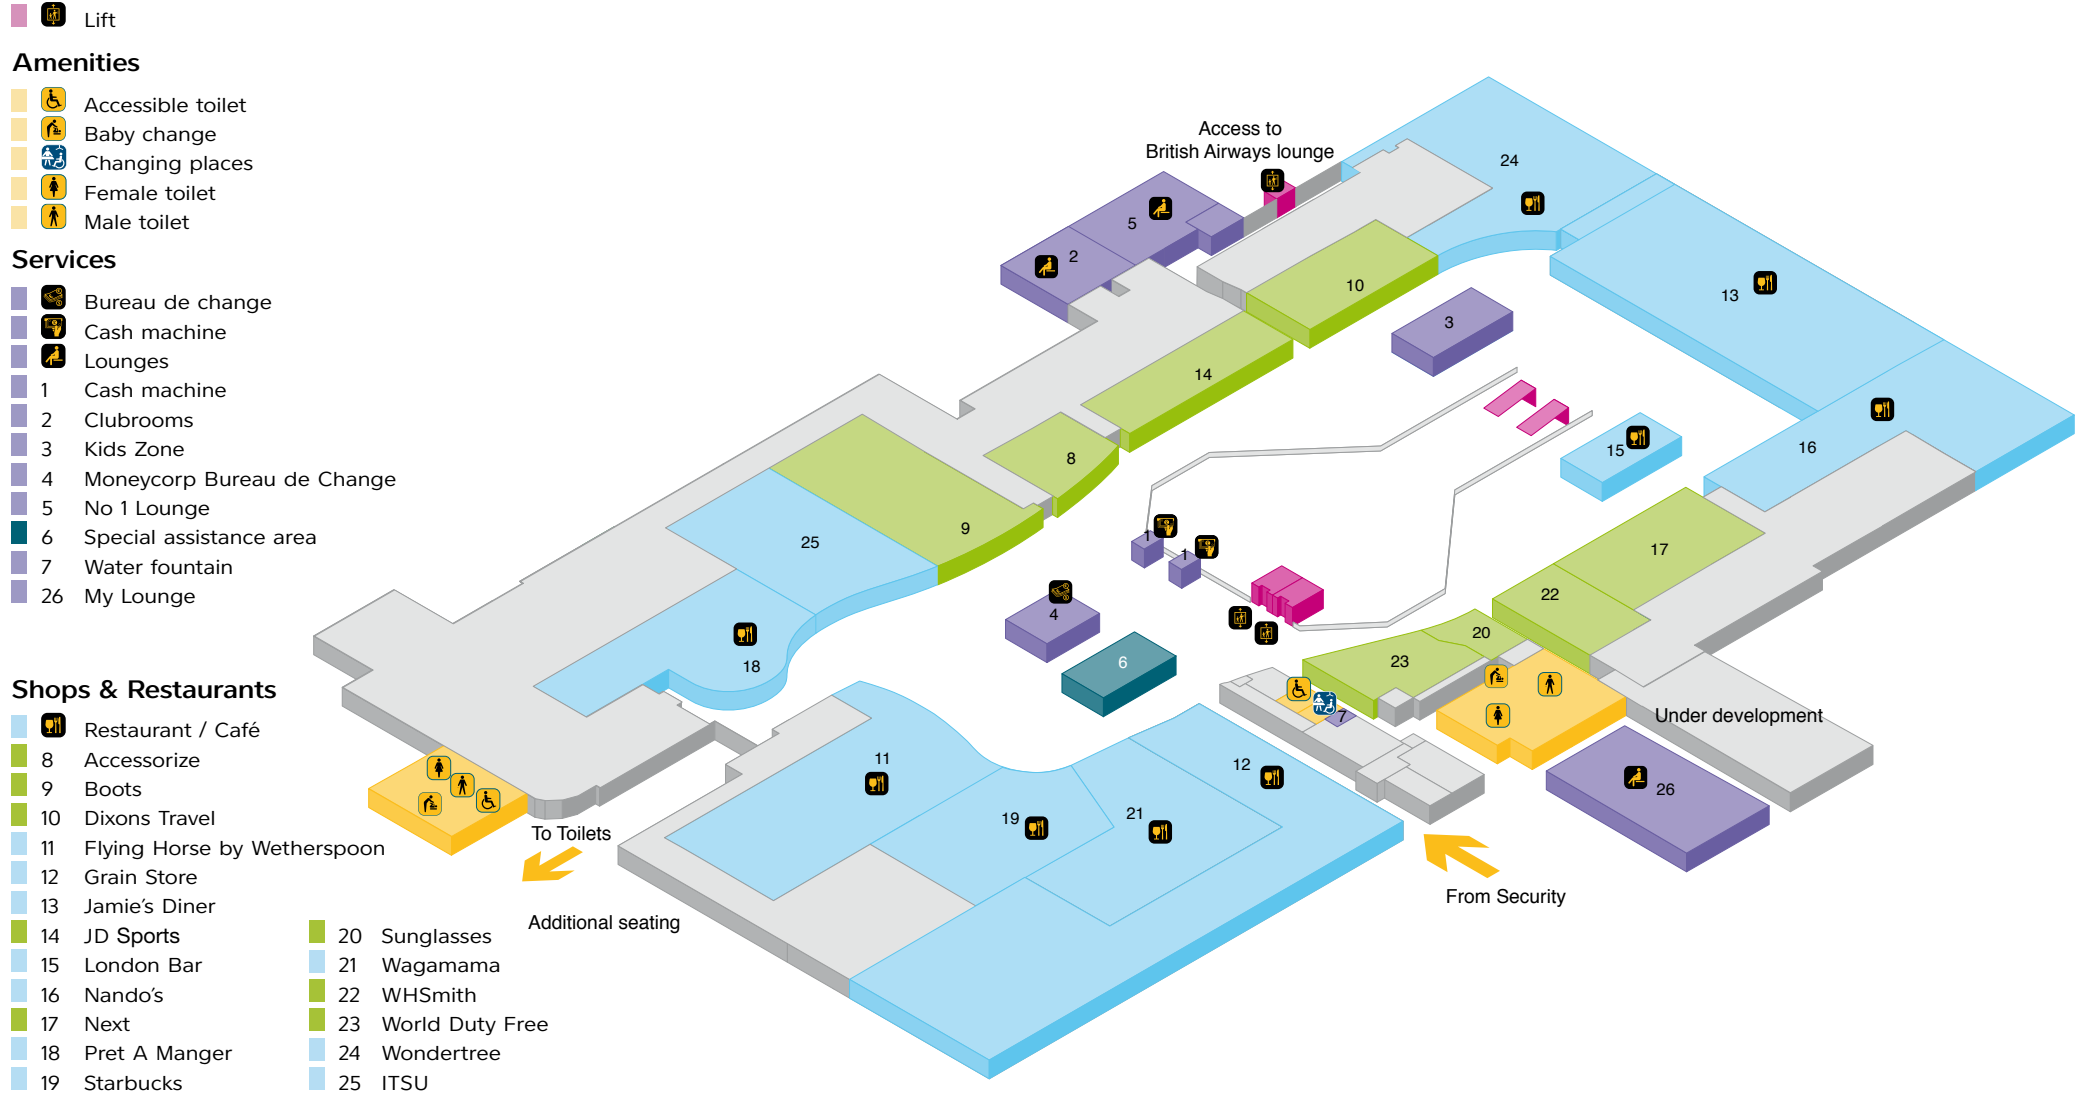 Lift
Amenities
Accessible toilet
Baby change
Changing places
Female toilet
Male toilet
Services
Bureau de change
Cash machine
Lounges
1 Cash machine
2 Clubrooms
3 Kids Zone
4 Moneycorp Bureau de Change
5 No 1 Lounge
6 Special assistance area
7 Water fountain
26 My Lounge
Shops & Restaurants
Restaurant / Café
8 Accessorize
9 Boots
10 Dixons Travel
11 Flying Horse by Wetherspoon
12 Grain Store
13 Jamie's Diner
14 JD Sports
15 London Bar
16 Nando's
17 Next
18 Pret A Manger
19 Starbucks
20 Sunglasses
21 Wagamama
22 WHSmith
23 World Duty Free
24 Wondertree
25 ITSU
Access to
British Airways lounge
24
5
2
10
13
3
14
15
16
8
9
25
1
1
17
22
4
20
6
23
18
7
Under development
11
12
26
19
21
To Toilets
From Security
Additional seating